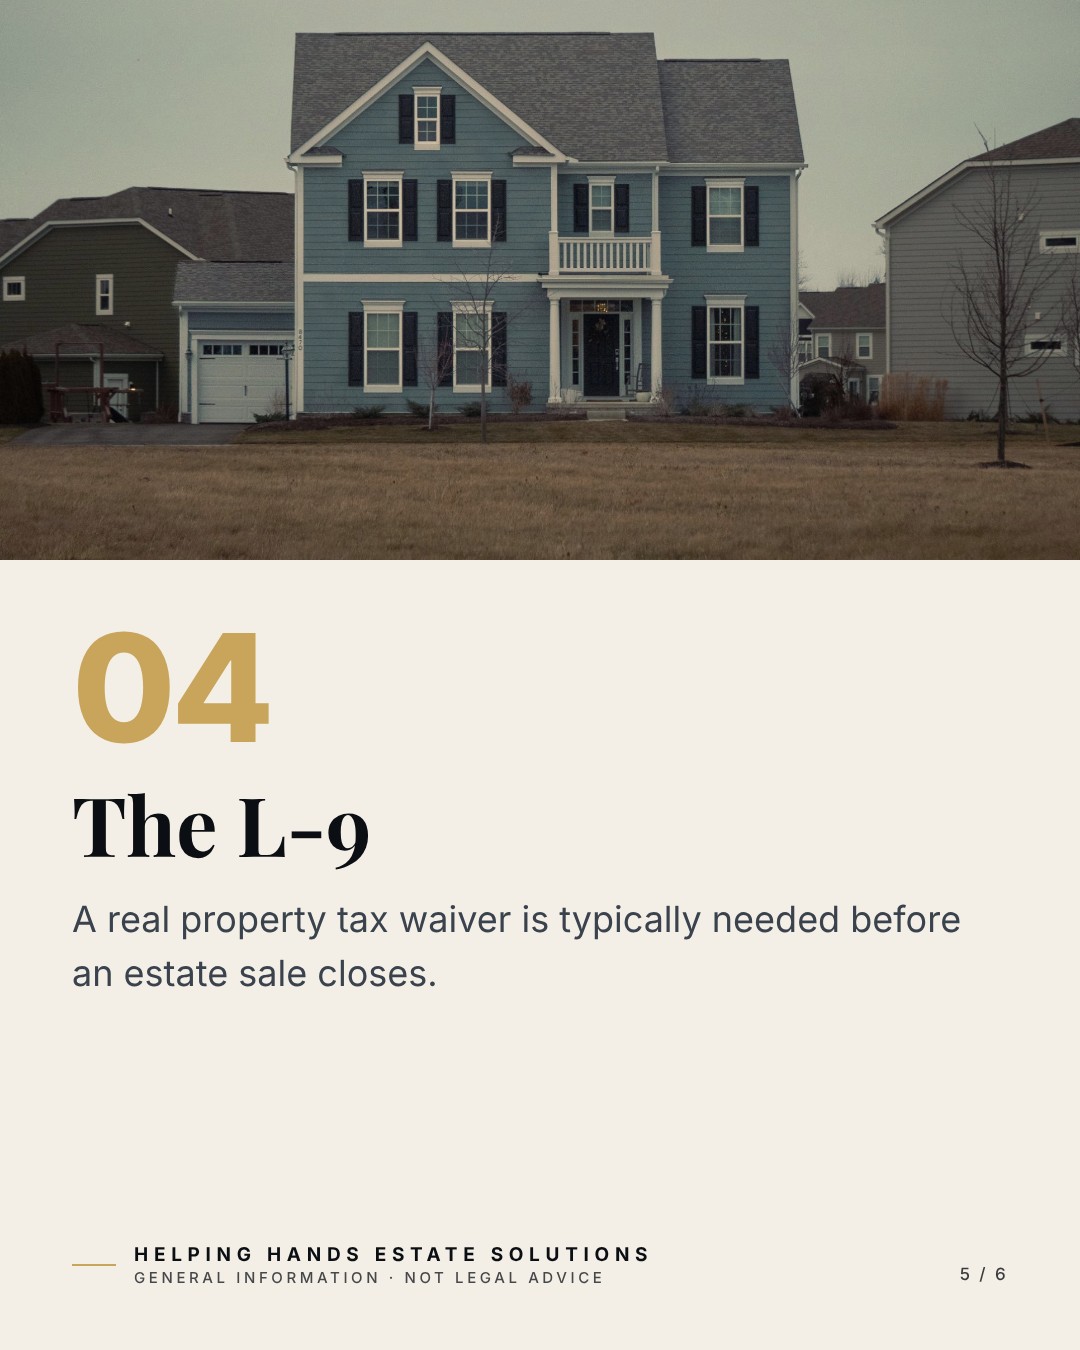 04
The L-9
A real property tax waiver is typically needed before
an estate sale closes.
HELPING HANDS ESTATE SOLUTIONS
GENERAL INFORMATION · NOT LEGAL ADVICE
5 / 6